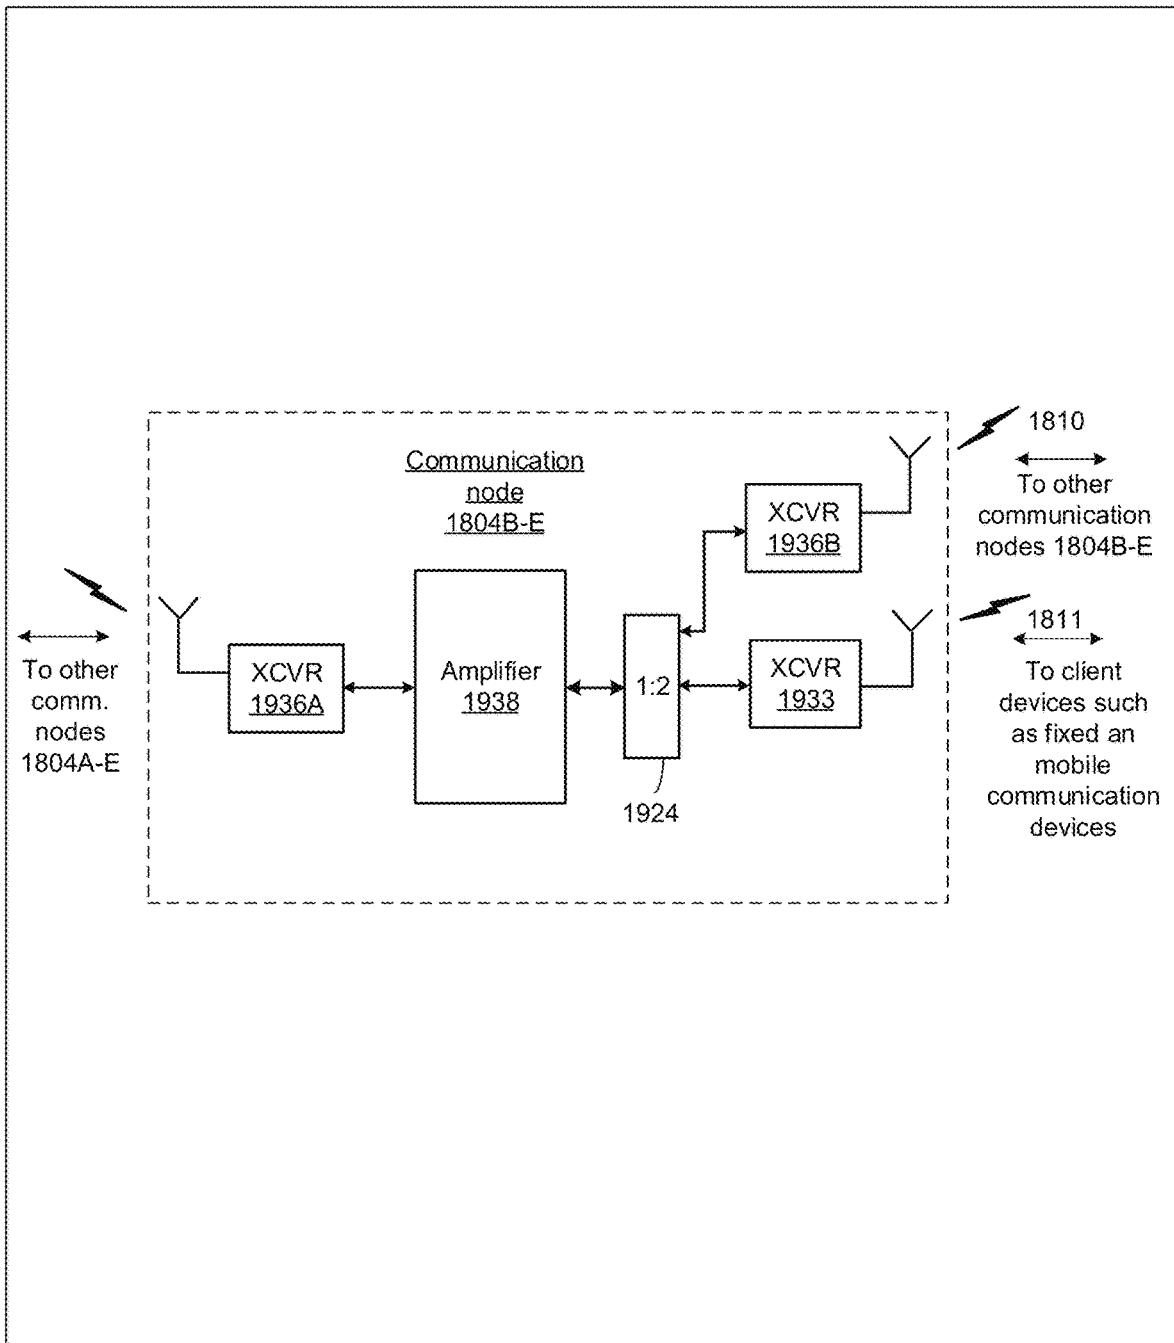 Communication
node
1804B-E
To other
comm.
nodes
1804A-E
XCVR
1936A
Amplifier
1938
1:2
1924
XCVR
1936B
XCVR
1933
1810
To other
communication
nodes 1804B-E
1811
To client
devices such
as fixed an
mobile
communication
devices